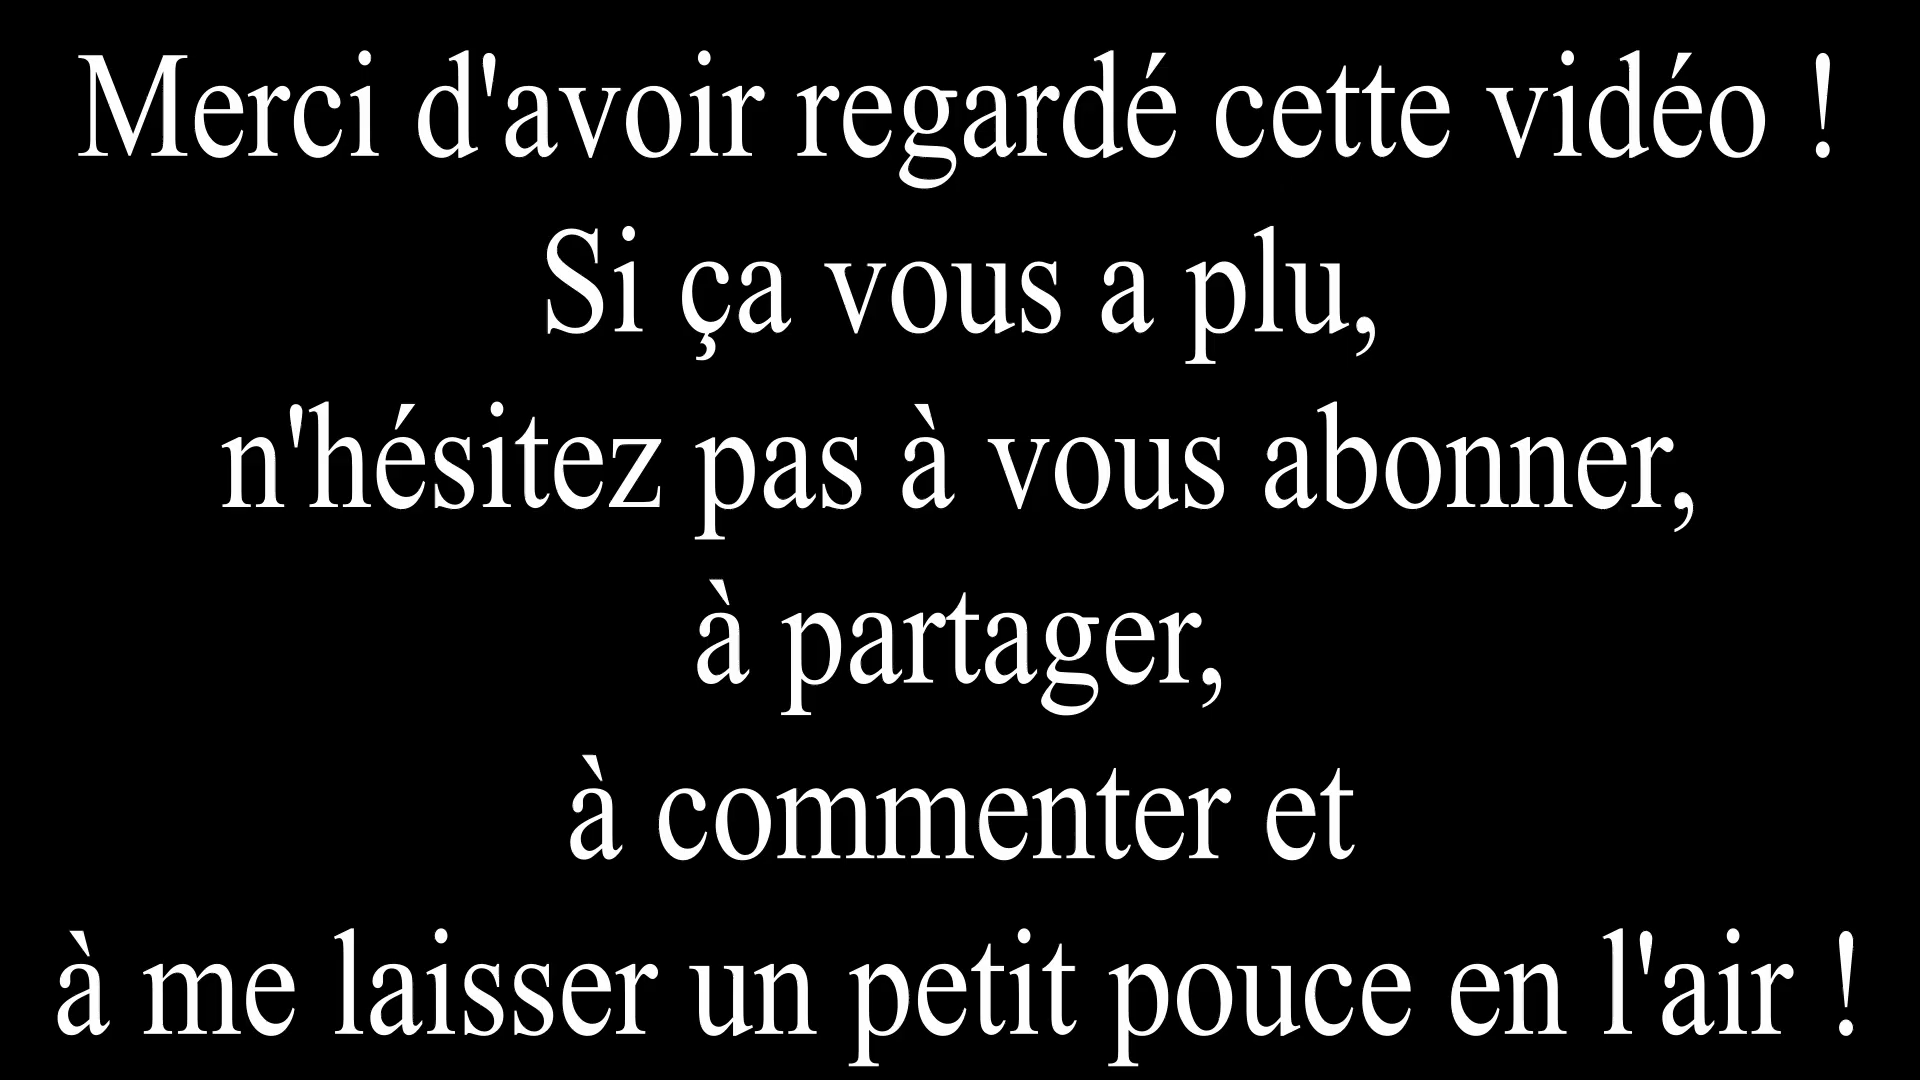 Merci d'avoir regardé cette vidéo !
Si ça vous a plu,
n'hésitez pas à vous abonner,
à partager,
à commenter et
à me laisser un petit pouce en l'air !